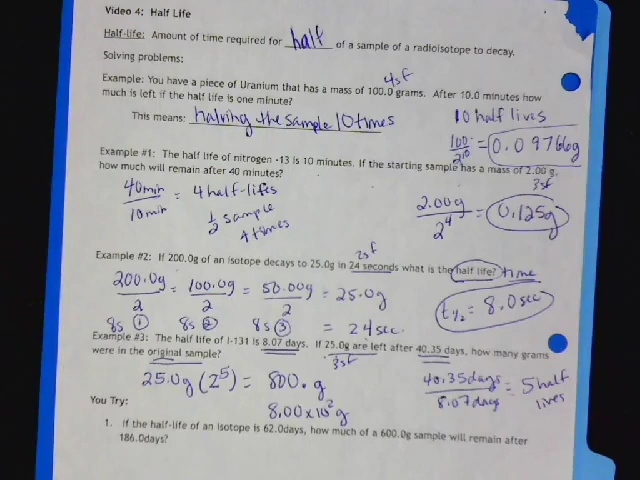 Video 4: Half Life
Half-life: Amount of time required for half of a sample of a radioisotope to decay.
Solving problems:
4sf
Example: You have a piece of Uranium that has a mass of 100.0 grams. After 10.0 minutes how
much is left if the half life is one minute?
10 half lives
This means: halving the sample 10 times
100/2^10 = 0.09766g
Example #1: The half life of nitrogen -13 is 10 minutes. If the starting sample has a mass of 2.00 g,
how much will remain after 40 minutes?
3sf
40min/10min = 4 half-lifes
1/2 sample
4 times
2.00g/2^4 = 0.125g
2sf
Example #2: If 200.0g of an isotope decays to 25.0g in 24 seconds what is the half life? time
200.0g/2 = 100.0g/2 = 50.00g/2 = 25.0g
t1/2 = 8.0sec
8s ① 8s ② 8s ③ = 24sec.
Example #3: The half life of I-131 is 8.07 days. If 25.0g are left after 40.35 days, how many grams
were in the original sample?
3sf
25.0g (2^5) = 800.g
40.35days/8.07days = 5 half lives
8.00x10^2 g
You Try:
1. If the half-life of an isotope is 62.0days, how much of a 600.0g sample will remain after
186.0days?